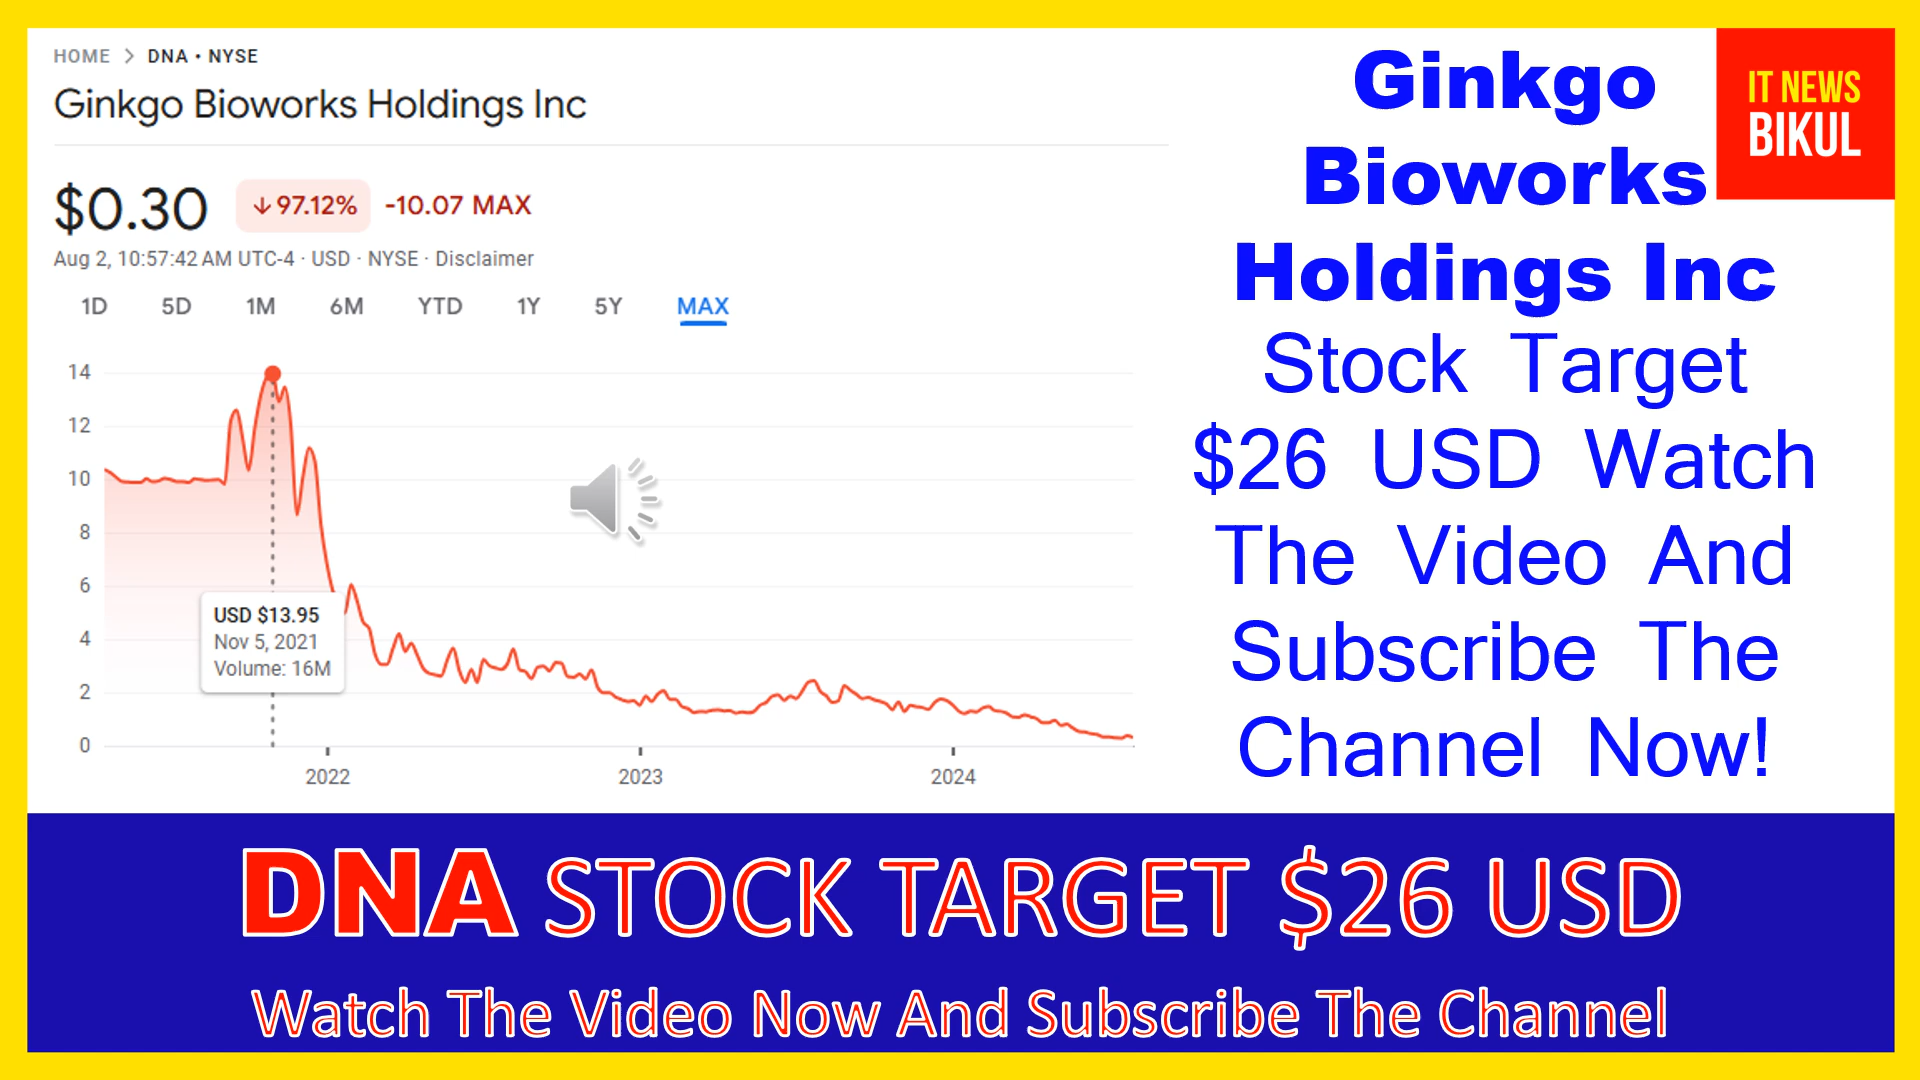 HOME > DNA • NYSE
Ginkgo Bioworks Holdings Inc
$0.30 ↓97.12% -10.07 MAX
Aug 2, 10:57:42 AM UTC-4 · USD · NYSE · Disclaimer
1D 5D 1M 6M YTD 1Y 5Y MAX
14
12
10
8
6
4
2
0
USD $13.95
Nov 5, 2021
Volume: 16M
2022 2023 2024
Ginkgo
Bioworks
Holdings Inc
Stock Target
$26 USD Watch
The Video And
Subscribe The
Channel Now!
IT NEWS
BIKUL
DNA STOCK TARGET $26 USD
Watch The Video Now And Subscribe The Channel